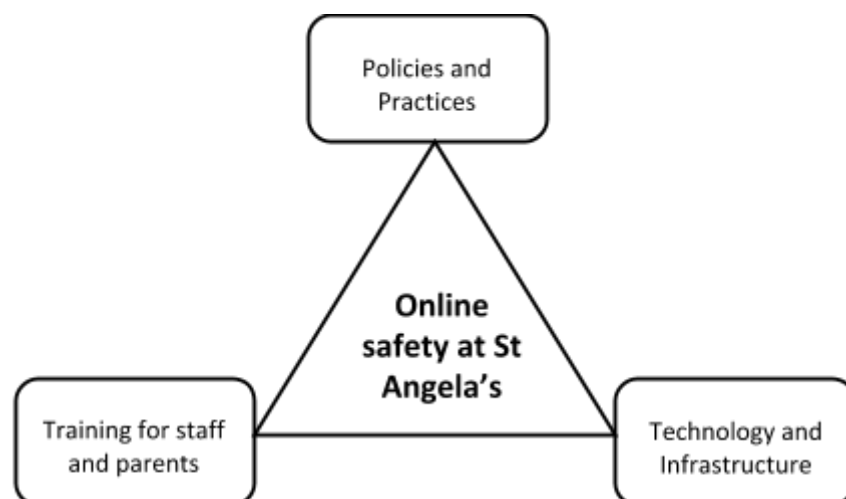 Policies and
Practices
Online
safety at St
Angela’s
Training for staff
and parents
Technology and
Infrastructure